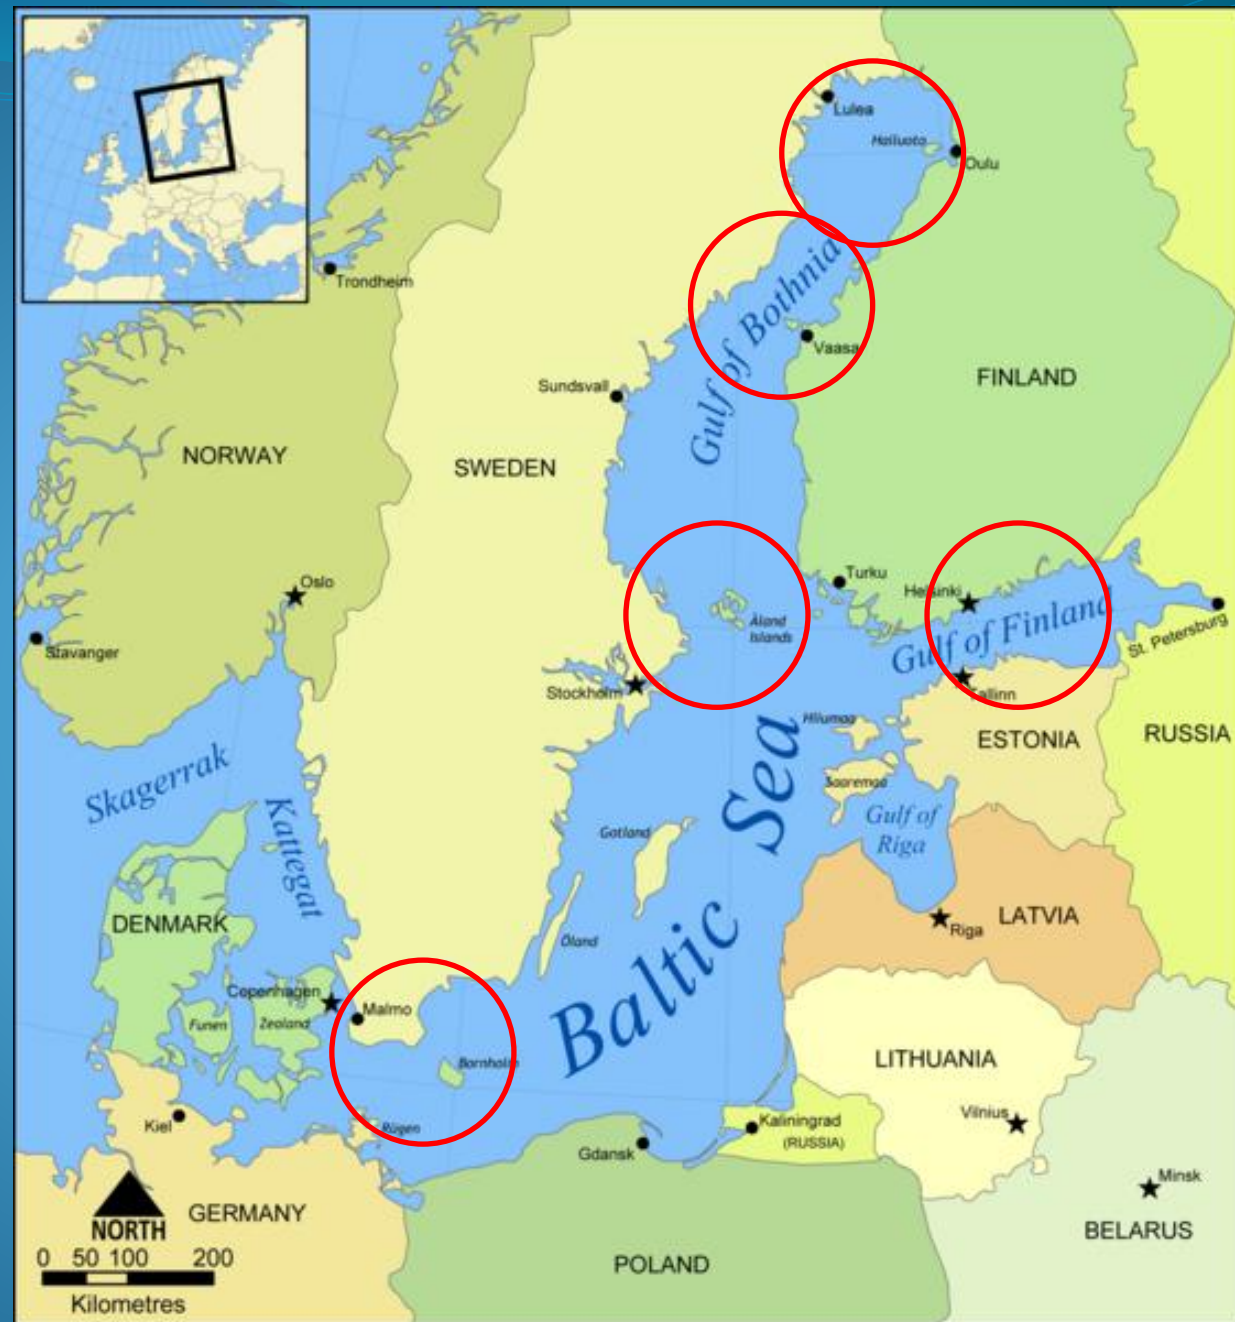 Lulea
Hailuoto
Oulu
Trondheim
Gulf of Bothnia
Vaasa
Sundsvall
FINLAND
NORWAY
SWEDEN
Oslo
Turku
Helsinki
Gulf of Finland
St. Petersburg
Åland
Islands
Stavanger
Stockholm
Tallinn
Hiiumaa
ESTONIA
RUSSIA
Skagerrak
Kattegat
Saaremaa
Gulf of
Riga
Gotland
Baltic Sea
DENMARK
Öland
Riga
LATVIA
Copenhagen
Malmo
Funen
Zealand
Bornholm
LITHUANIA
Kiel
Rügen
Gdansk
Kaliningrad
(RUSSIA)
Vilnius
Minsk
NORTH
GERMANY
BELARUS
0 50 100 200
Kilometres
POLAND